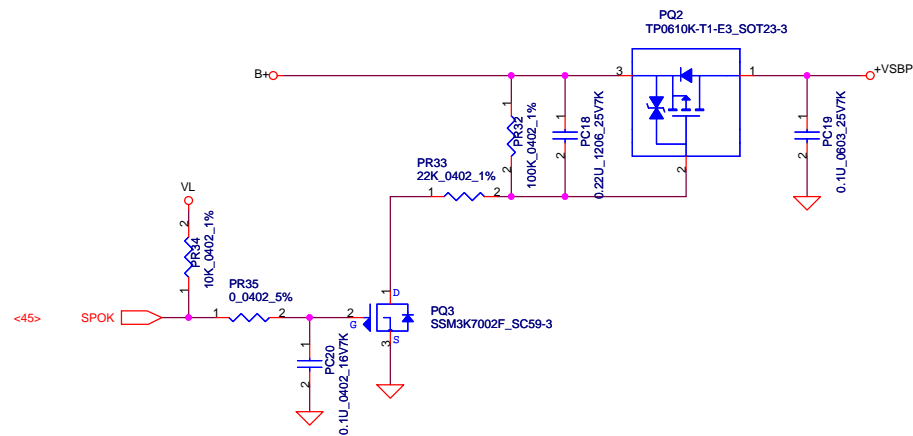 PQ2
TP0610K-T1-E3_SOT23-3
B+
3
1
+VSBP
1
PR32
100K_0402_1%
2
1
PC18
0.22U_1206_25V7K
2
2
1
PC19
0.1U_0603_25V7K
2
PR33
22K_0402_1%
1
2
VL
2
PR34
10K_0402_1%
1
PR35
0_0402_5%
<45>
SPOK
1
2
2
G
1
D
S
3
PQ3
SSM3K7002F_SC59-3
1
PC20
0.1U_0402_16V7K
2